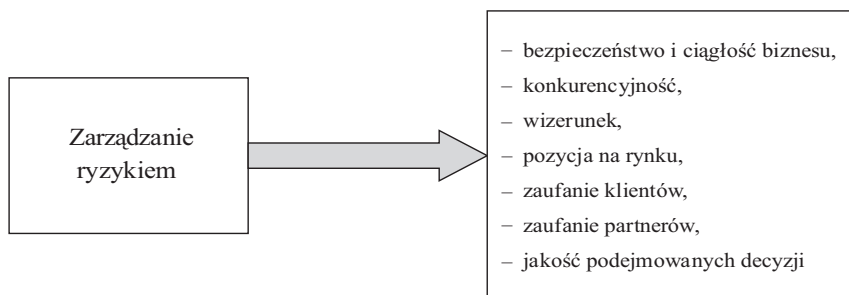 Zarządzanie
ryzykiem
– bezpieczeństwo i ciągłość biznesu,
– konkurencyjność,
– wizerunek,
– pozycja na rynku,
– zaufanie klientów,
– zaufanie partnerów,
– jakość podejmowanych decyzji